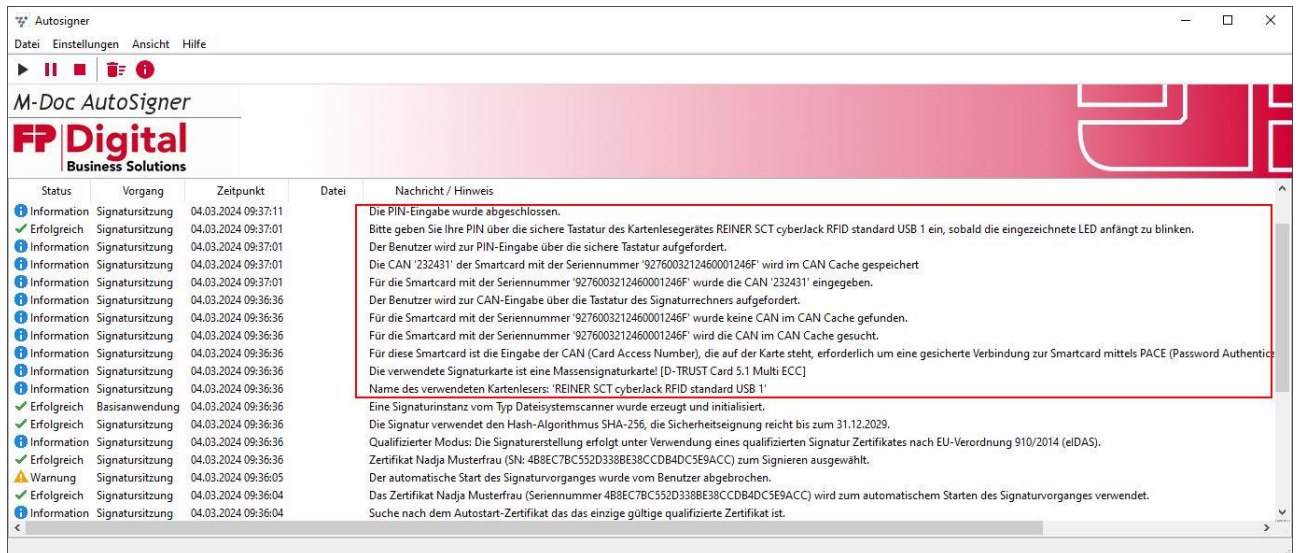 Autosigner
Datei Einstellungen Ansicht Hilfe
M-Doc AutoSigner
FP Digital
Business Solutions
Status Vorgang Zeitpunkt Datei Nachricht / Hinweis
Information Signatursitzung 04.03.2024 09:37:11 Die PIN-Eingabe wurde abgeschlossen.
Erfolgreich Signatursitzung 04.03.2024 09:37:01 Bitte geben Sie Ihre PIN über die sichere Tastatur des Kartenlesegerätes REINER SCT cyberJack RFID standard USB 1 ein, sobald die eingezeichnete LED anfängt zu blinken.
Information Signatursitzung 04.03.2024 09:37:01 Der Benutzer wird zur PIN-Eingabe über die sichere Tastatur aufgefordert.
Information Signatursitzung 04.03.2024 09:37:01 Die CAN '232431' der Smartcard mit der Seriennummer '9276003212460001246F' wird im CAN Cache gespeichert
Information Signatursitzung 04.03.2024 09:37:01 Für die Smartcard mit der Seriennummer '9276003212460001246F' wurde die CAN '232431' eingegeben.
Information Signatursitzung 04.03.2024 09:36:36 Der Benutzer wird zur CAN-Eingabe über die Tastatur des Signaturrechners aufgefordert.
Information Signatursitzung 04.03.2024 09:36:36 Für die Smartcard mit der Seriennummer '9276003212460001246F' wurde keine CAN im CAN Cache gefunden.
Information Signatursitzung 04.03.2024 09:36:36 Für die Smartcard mit der Seriennummer '9276003212460001246F' wird die CAN im CAN Cache gesucht.
Information Signatursitzung 04.03.2024 09:36:36 Für diese Smartcard ist die Eingabe der CAN (Card Access Number), die auf der Karte steht, erforderlich um eine gesicherte Verbindung zur Smartcard mittels PACE (Password Authentice
Information Signatursitzung 04.03.2024 09:36:36 Die verwendete Signaturkarte ist eine Massensignaturkarte! [D-TRUST Card 5.1 Multi ECC]
Information Signatursitzung 04.03.2024 09:36:36 Name des verwendeten Kartenlesers: 'REINER SCT cyberJack RFID standard USB 1'
Erfolgreich Basisanwendung 04.03.2024 09:36:36 Eine Signaturinstanz vom Typ Dateisystemscanner wurde erzeugt und initialisiert.
Erfolgreich Signatursitzung 04.03.2024 09:36:36 Die Signatur verwendet den Hash-Algorithmus SHA-256, die Sicherheitseignung reicht bis zum 31.12.2029.
Information Signatursitzung 04.03.2024 09:36:36 Qualifizierter Modus: Die Signaturerstellung erfolgt unter Verwendung eines qualifizierten Signatur Zertifikates nach EU-Verordnung 910/2014 (eIDAS).
Erfolgreich Signatursitzung 04.03.2024 09:36:36 Zertifikat Nadja Musterfrau (SN: 4B8EC7BC552D338BE38CCDB4DC5E9ACC) zum Signieren ausgewählt.
Warnung Signatursitzung 04.03.2024 09:36:05 Der automatische Start des Signaturvorganges wurde vom Benutzer abgebrochen.
Erfolgreich Signatursitzung 04.03.2024 09:36:04 Das Zertifikat Nadja Musterfrau (Seriennummer 4B8EC7BC552D338BE38CCDB4DC5E9ACC) wird zum automatischem Starten des Signaturvorganges verwendet.
Information Signatursitzung 04.03.2024 09:36:04 Suche nach dem Autostart-Zertifikat das das einzige gültige qualifizierte Zertifikat ist.